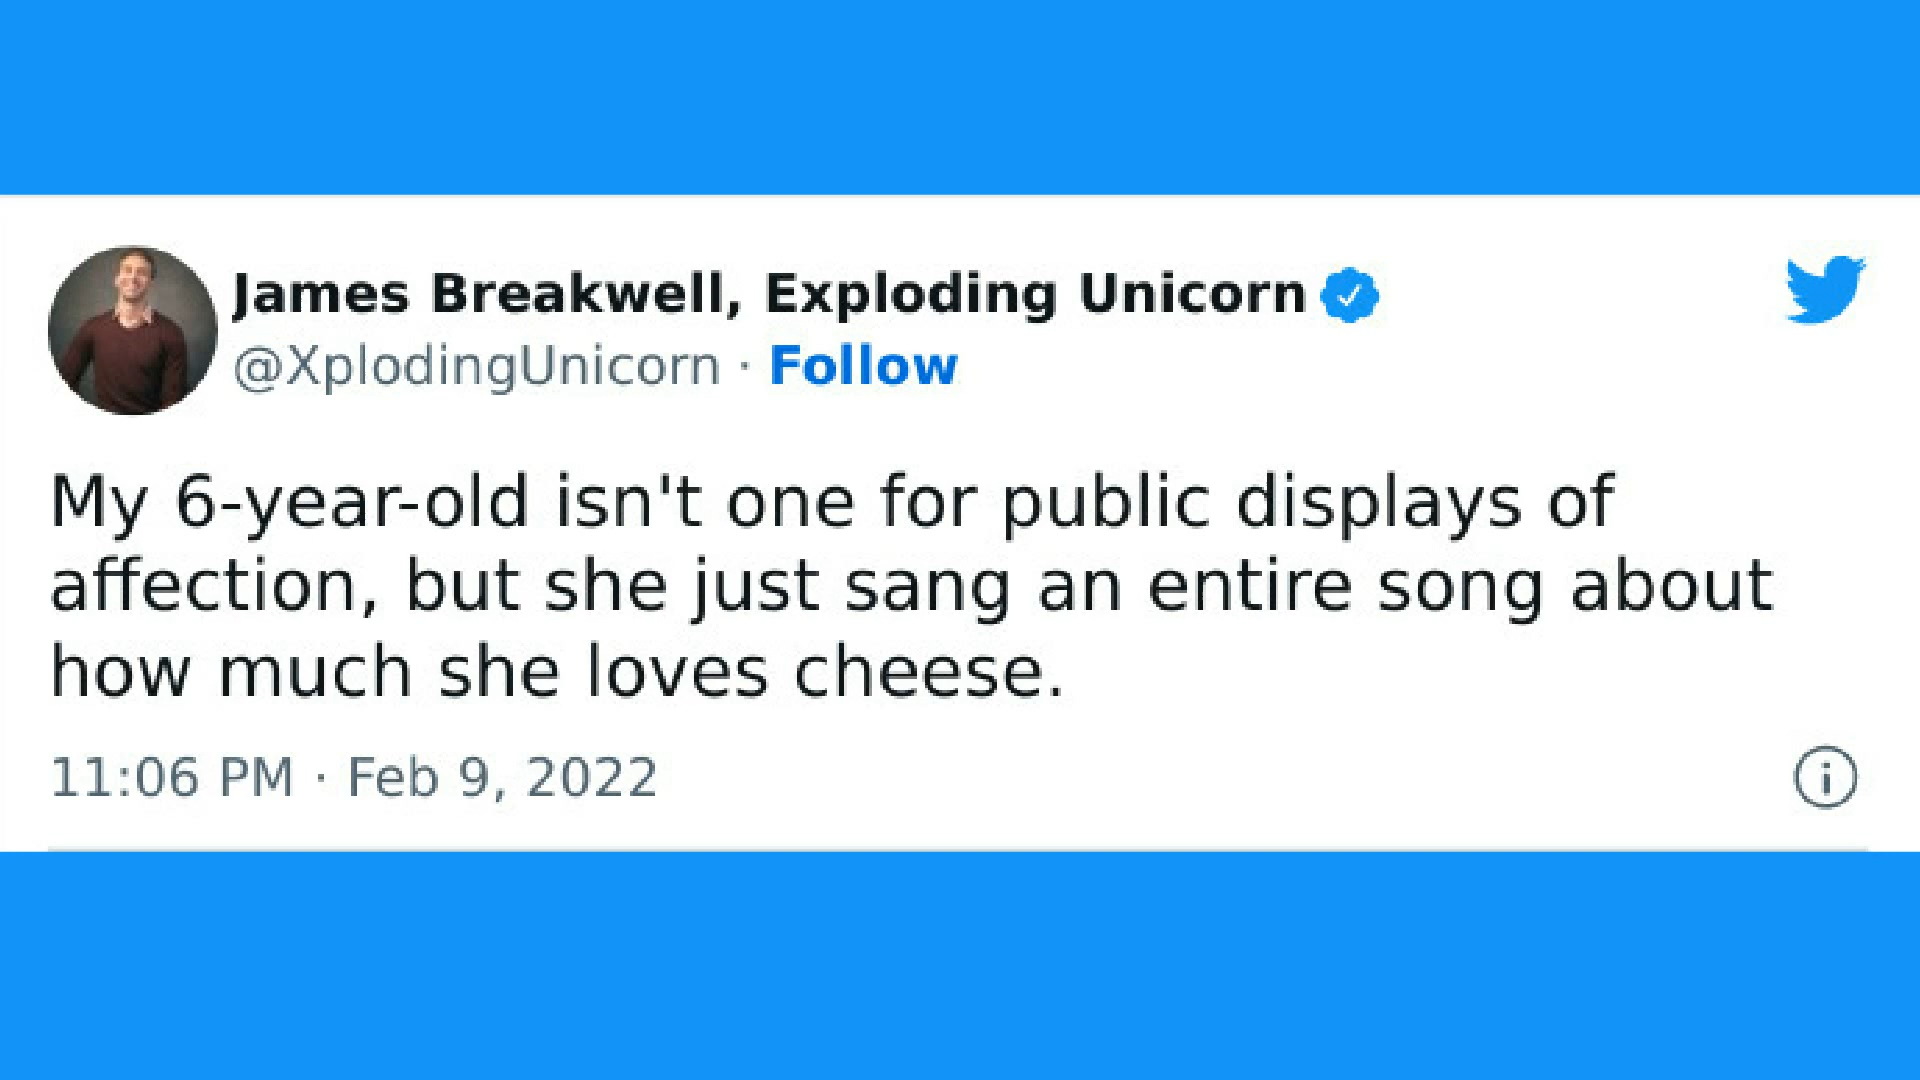 James Breakwell, Exploding Unicorn
@XplodingUnicorn · Follow
My 6-year-old isn't one for public displays of
affection, but she just sang an entire song about
how much she loves cheese.
11:06 PM · Feb 9, 2022